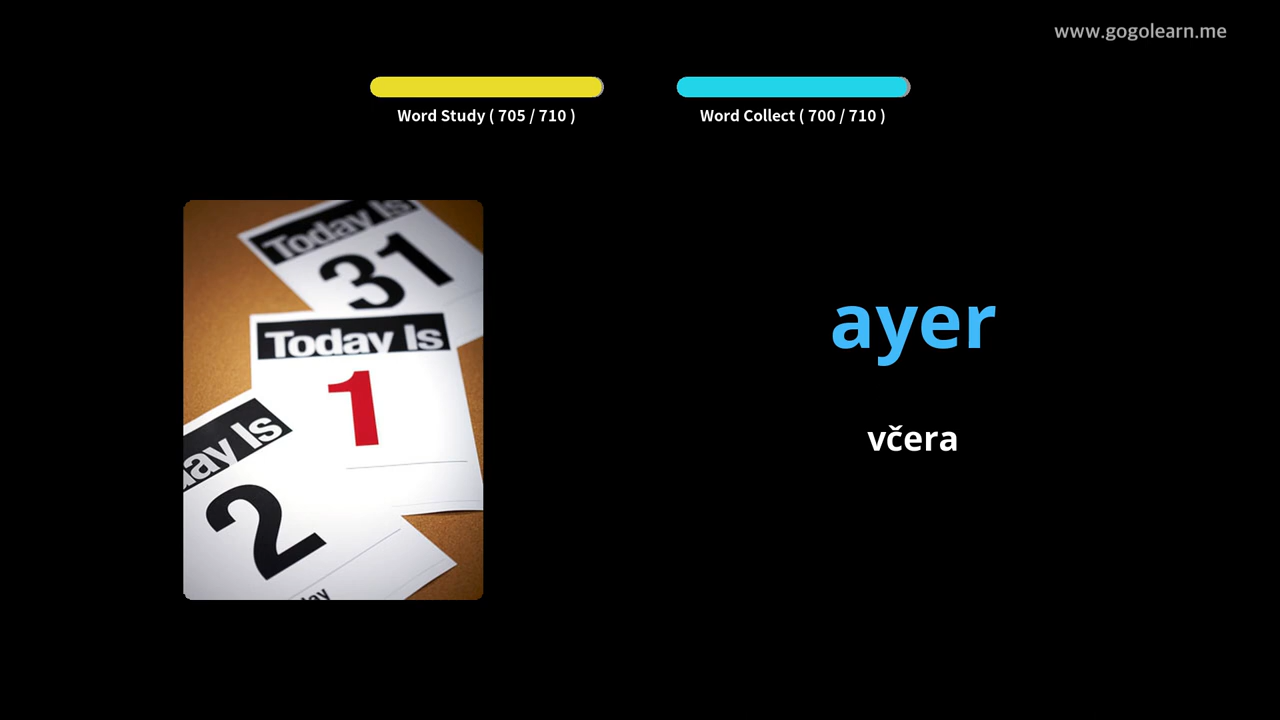 www.gogolearn.me
Word Study ( 705 / 710 )
Word Collect ( 700 / 710 )
Today Is
31
Today Is
1
ay Is
2
ay
ayer
včera